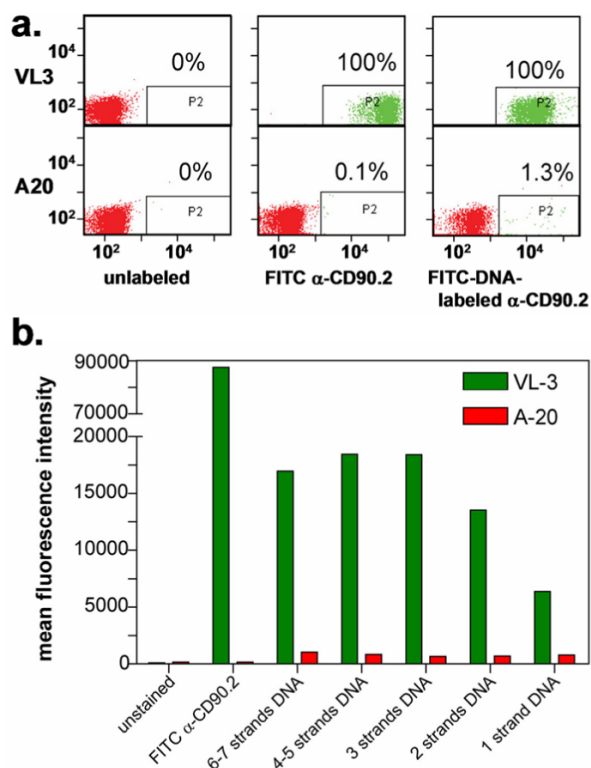 a.
VL3
10⁴
10²
0%
P2
100%
P2
100%
P2
A20
10⁴
10²
0%
P2
0.1%
P2
1.3%
P2
10² 10⁴
10² 10⁴
10² 10⁴
unlabeled
FITC α-CD90.2
FITC-DNA-
labeled α-CD90.2
b.
mean fluorescence intensity
90000
70000
20000
15000
10000
5000
0
VL-3
A-20
unstained
FITC α-CD90.2
6-7 strands DNA
4-5 strands DNA
3 strands DNA
2 strands DNA
1 strand DNA